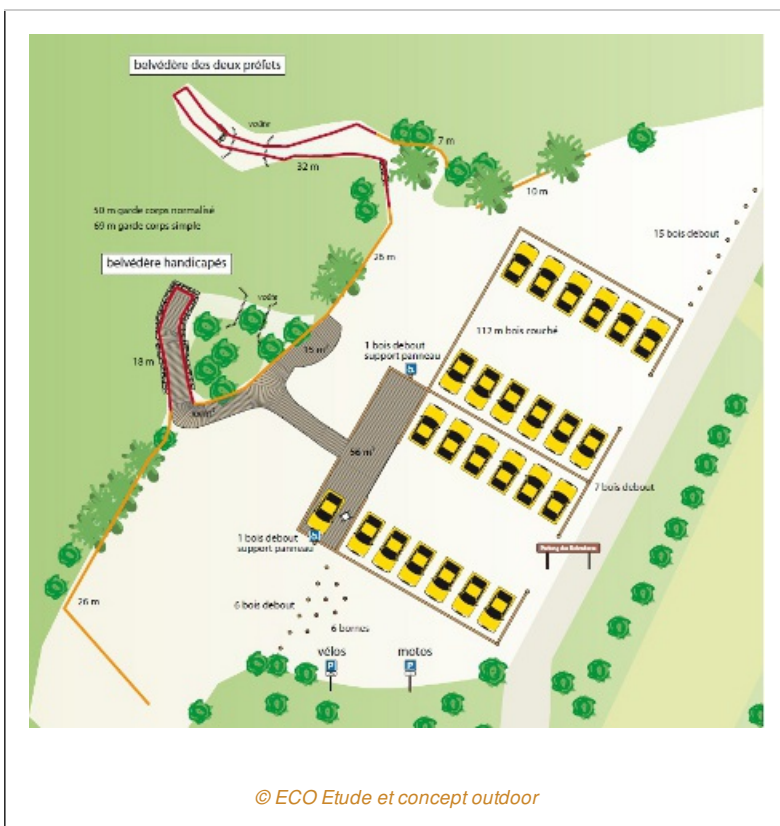 belvédère des deux préfets
voûte
7 m
32 m
10 m
50 m garde corps normalisé
69 m garde corps simple
15 bois debout
26 m
belvédère handicapés
voûte
112 m bois couché
1 bois debout
support panneau
15 m²
18 m
56 m²
7 bois debout
1 bois debout
support panneau
26 m
6 bois debout
6 bornes
vélos
motos
P
P
© ECO Etude et concept outdoor